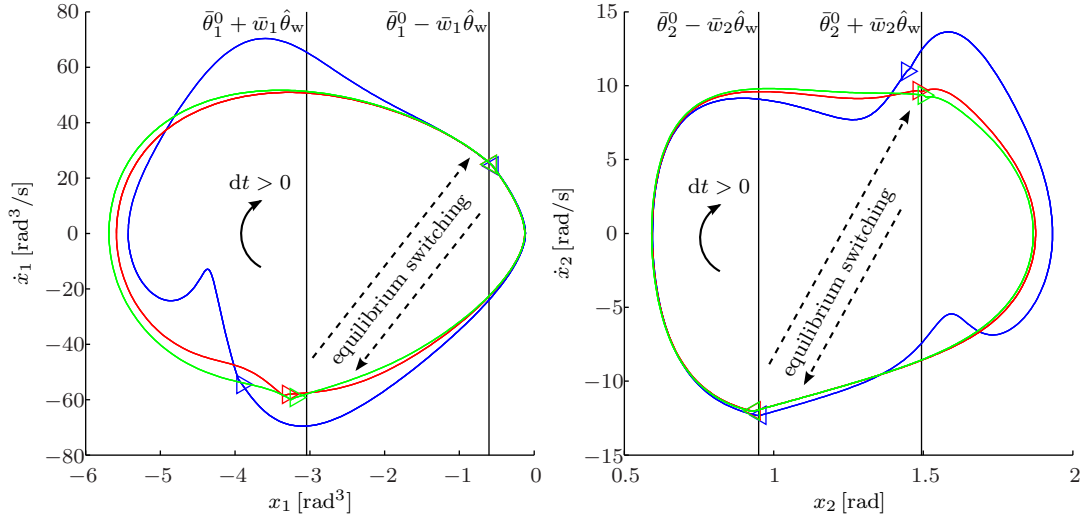 θ̄₁⁰ + w̄₁θ̂_w
θ̄₁⁰ − w̄₁θ̂_w
80
60
40
20
0
−20
−40
−60
−80
ẋ₁ [rad³/s]
dt > 0
equilibrium switching
−6
−5
−4
−3
−2
−1
0
x₁ [rad³]
θ̄₂⁰ − w̄₂θ̂_w
θ̄₂⁰ + w̄₂θ̂_w
15
10
5
0
−5
−10
−15
ẋ₂ [rad/s]
dt > 0
equilibrium switching
0.5
1
1.5
2
x₂ [rad]